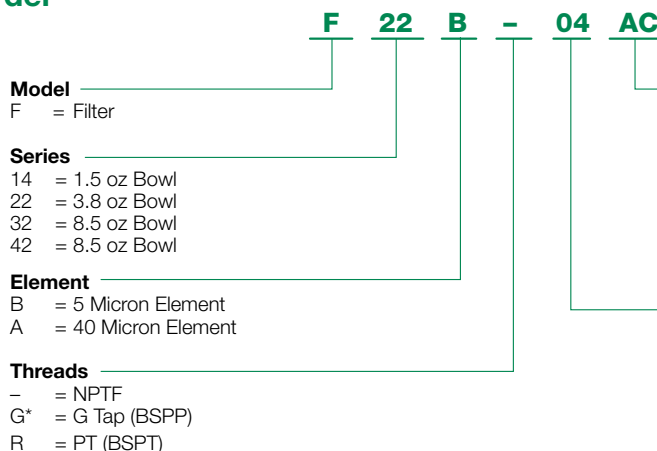 F 22 B – 04 AC
Model
F = Filter
Series
14 = 1.5 oz Bowl
22 = 3.8 oz Bowl
32 = 8.5 oz Bowl
42 = 8.5 oz Bowl
Element
B = 5 Micron Element
A = 40 Micron Element
Threads
– = NPTF
G* = G Tap (BSPP)
R = PT (BSPT)